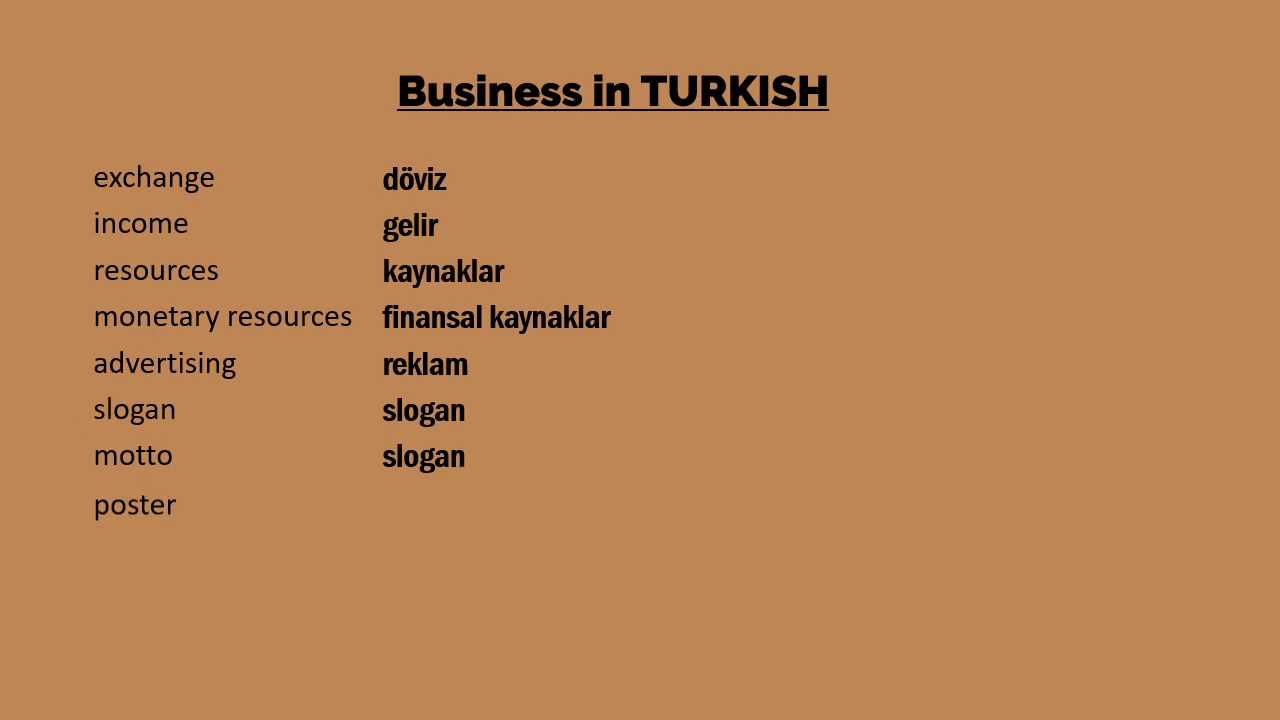 Business in TURKISH
exchange döviz
income gelir
resources kaynaklar
monetary resources finansal kaynaklar
advertising reklam
slogan slogan
motto slogan
poster